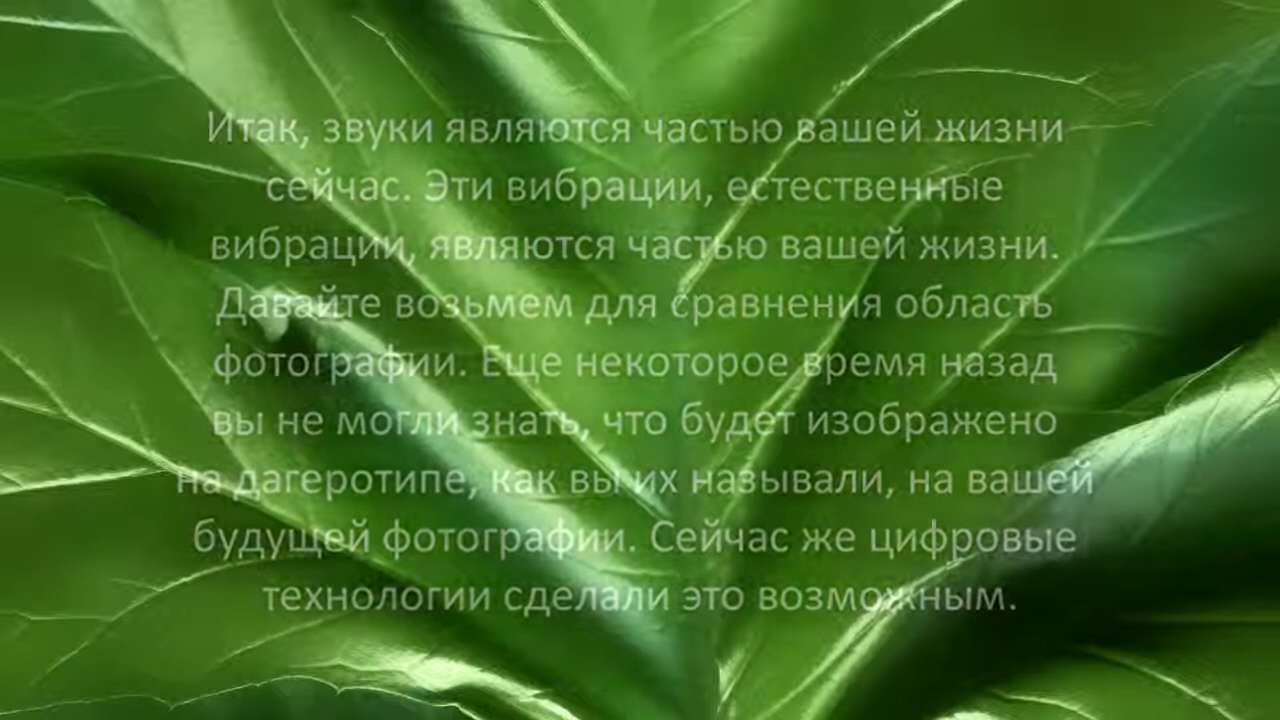 Итак, звуки являются частью вашей жизни
сейчас. Эти вибрации, естественные
вибрации, являются частью вашей жизни.
Давайте возьмем для сравнения область
фотографии. Еще некоторое время назад
вы не могли знать, что будет изображено
на дагеротипе, как вы их называли, на вашей
будущей фотографии. Сейчас же цифровые
технологии сделали это возможным.